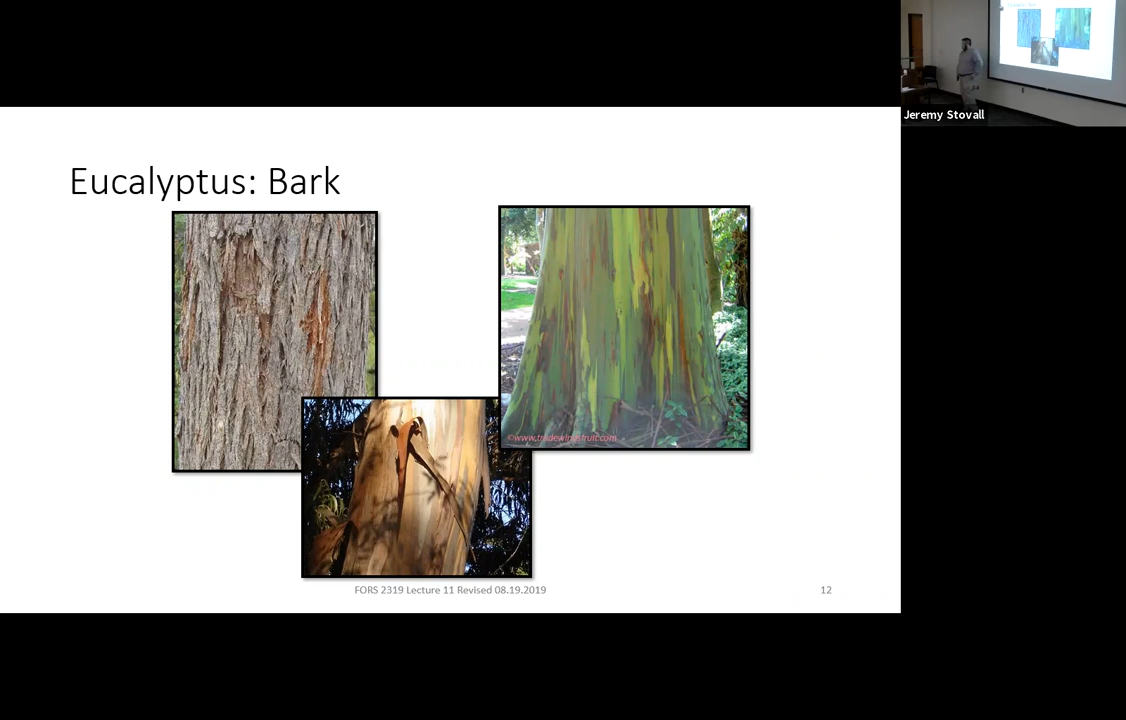 Jeremy Stovall
Eucalyptus: Bark
©www.tradewindsfruit.com
FORS 2319 Lecture 11 Revised 08.19.2019
12